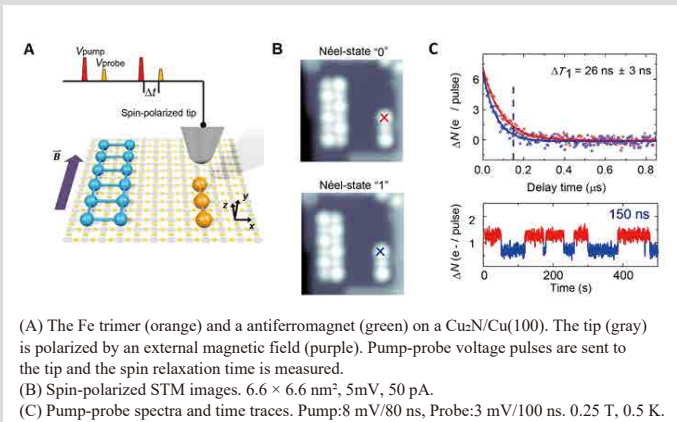 A
Vpump
Vprobe
Δt
Spin-polarized tip
B
z
y
x
B
Néel-state "0"
Néel-state "1"
C
ΔT1 = 26 ns ± 3 ns
ΔN (e / pulse)
6
3
0
0.0 0.2 0.4 0.6 0.8
Delay time (μs)
150 ns
ΔN (e - / pulse)
2
1
0 200 400
Time (s)
(A) The Fe trimer (orange) and a antiferromagnet (green) on a Cu2N/Cu(100). The tip (gray)
is polarized by an external magnetic field (purple). Pump-probe voltage pulses are sent to
the tip and the spin relaxation time is measured.
(B) Spin-polarized STM images. 6.6 × 6.6 nm², 5mV, 50 pA.
(C) Pump-probe spectra and time traces. Pump:8 mV/80 ns, Probe:3 mV/100 ns. 0.25 T, 0.5 K.